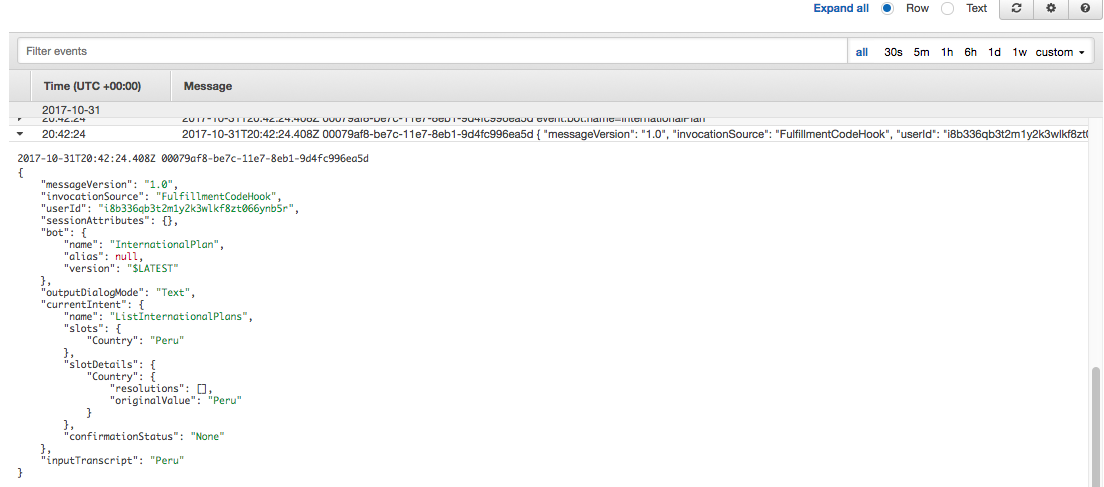 Expand all Row Text
Filter events all 30s 5m 1h 6h 1d 1w custom
Time (UTC +00:00) Message
2017-10-31
20:42:24 2017-10-31T20:42:24.408Z 00079af8-be7c-11e7-8eb1-9d4fc996ea5d event.bot.name=InternationalPlan
20:42:24 2017-10-31T20:42:24.408Z 00079af8-be7c-11e7-8eb1-9d4fc996ea5d { "messageVersion": "1.0", "invocationSource": "FulfillmentCodeHook", "userId": "i8b336qb3t2m1y2k3wlkf8zt0
2017-10-31T20:42:24.408Z 00079af8-be7c-11e7-8eb1-9d4fc996ea5d
{
    "messageVersion": "1.0",
    "invocationSource": "FulfillmentCodeHook",
    "userId": "i8b336qb3t2m1y2k3wlkf8zt066ynb5r",
    "sessionAttributes": {},
    "bot": {
        "name": "InternationalPlan",
        "alias": null,
        "version": "$LATEST"
    },
    "outputDialogMode": "Text",
    "currentIntent": {
        "name": "ListInternationalPlans",
        "slots": {
            "Country": "Peru"
        },
        "slotDetails": {
            "Country": {
                "resolutions": [],
                "originalValue": "Peru"
            }
        },
        "confirmationStatus": "None"
    },
    "inputTranscript": "Peru"
}